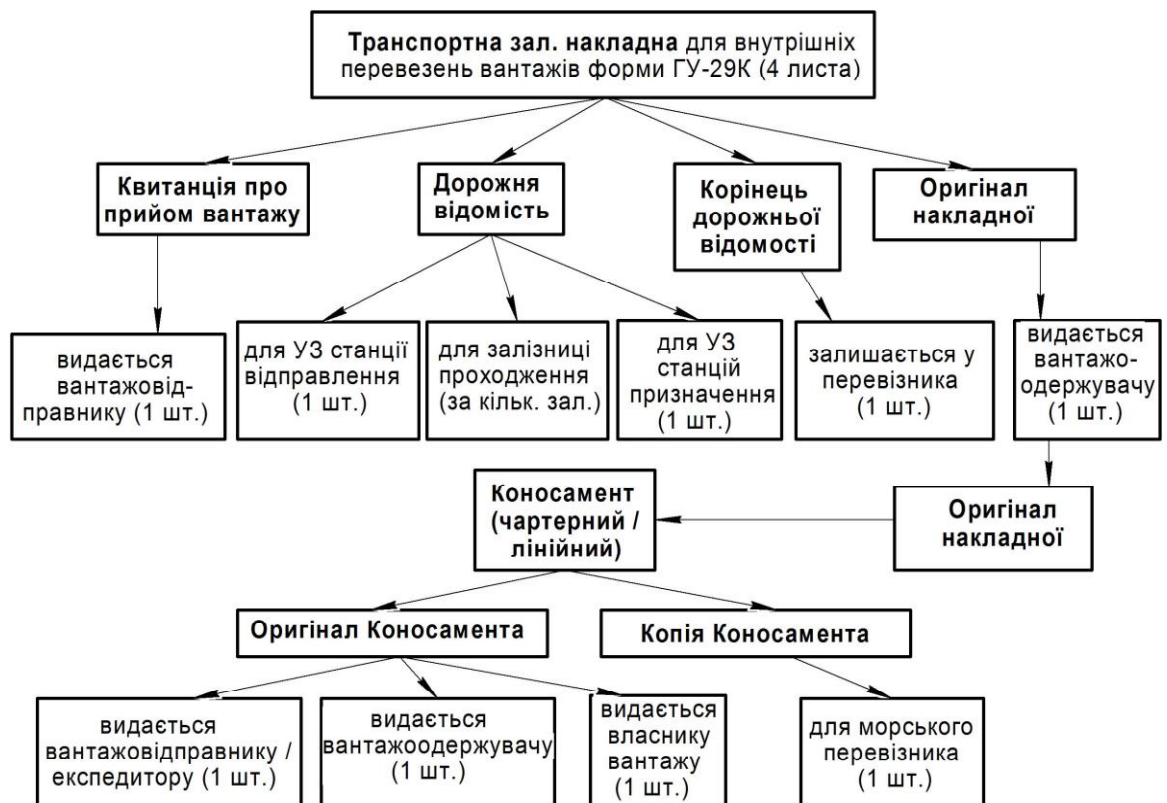 Транспортна зал. накладна для внутрішніх
перевезень вантажів форми ГУ-29К (4 листа)
Квитанція про
прийом вантажу
Дорожня
відомість
Корінець
дорожньої
відомості
Оригінал
накладної
видається
вантажовід-
правнику (1 шт.)
для УЗ станції
відправлення
(1 шт.)
для залізниці
проходження
(за кільк. зал.)
для УЗ
станцій
призначення
(1 шт.)
залишається у
перевізника
(1 шт.)
видається
вантажо-
одержувачу
(1 шт.)
Коносамент
(чартерний /
лінійний)
Оригінал
накладної
Оригінал Коносамента
Копія Коносамента
видається
вантажовідправнику /
експедитору (1 шт.)
видається
вантажоодержувачу
(1 шт.)
видається
власнику
вантажу
(1 шт.)
для морського
перевізника
(1 шт.)